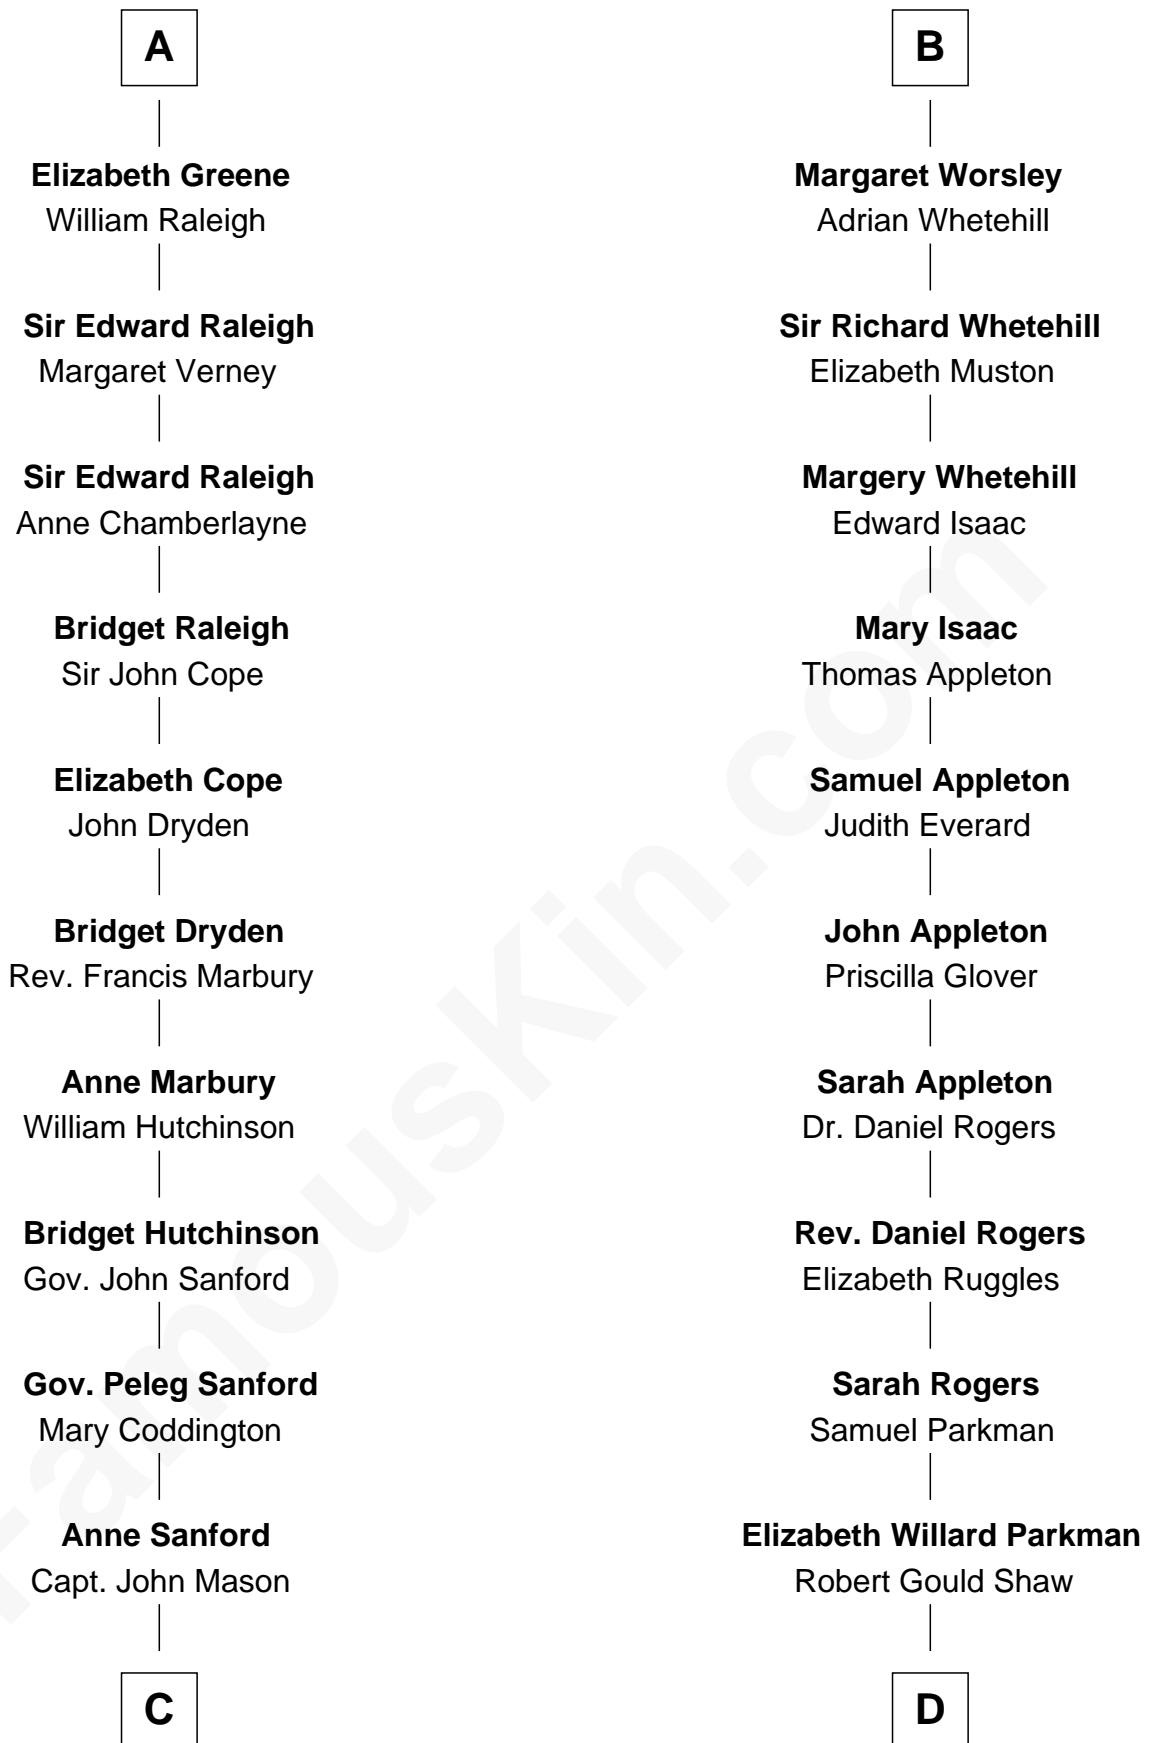 A
Elizabeth Greene
William Raleigh
Sir Edward Raleigh
Margaret Verney
Sir Edward Raleigh
Anne Chamberlayne
Bridget Raleigh
Sir John Cope
Elizabeth Cope
John Dryden
Bridget Dryden
Rev. Francis Marbury
Anne Marbury
William Hutchinson
Bridget Hutchinson
Gov. John Sanford
Gov. Peleg Sanford
Mary Coddington
Anne Sanford
Capt. John Mason
C
B
Margaret Worsley
Adrian Whetehill
Sir Richard Whetehill
Elizabeth Muston
Margery Whetehill
Edward Isaac
Mary Isaac
Thomas Appleton
Samuel Appleton
Judith Everard
John Appleton
Priscilla Glover
Sarah Appleton
Dr. Daniel Rogers
Rev. Daniel Rogers
Elizabeth Ruggles
Sarah Rogers
Samuel Parkman
Elizabeth Willard Parkman
Robert Gould Shaw
D
FamousKin.com